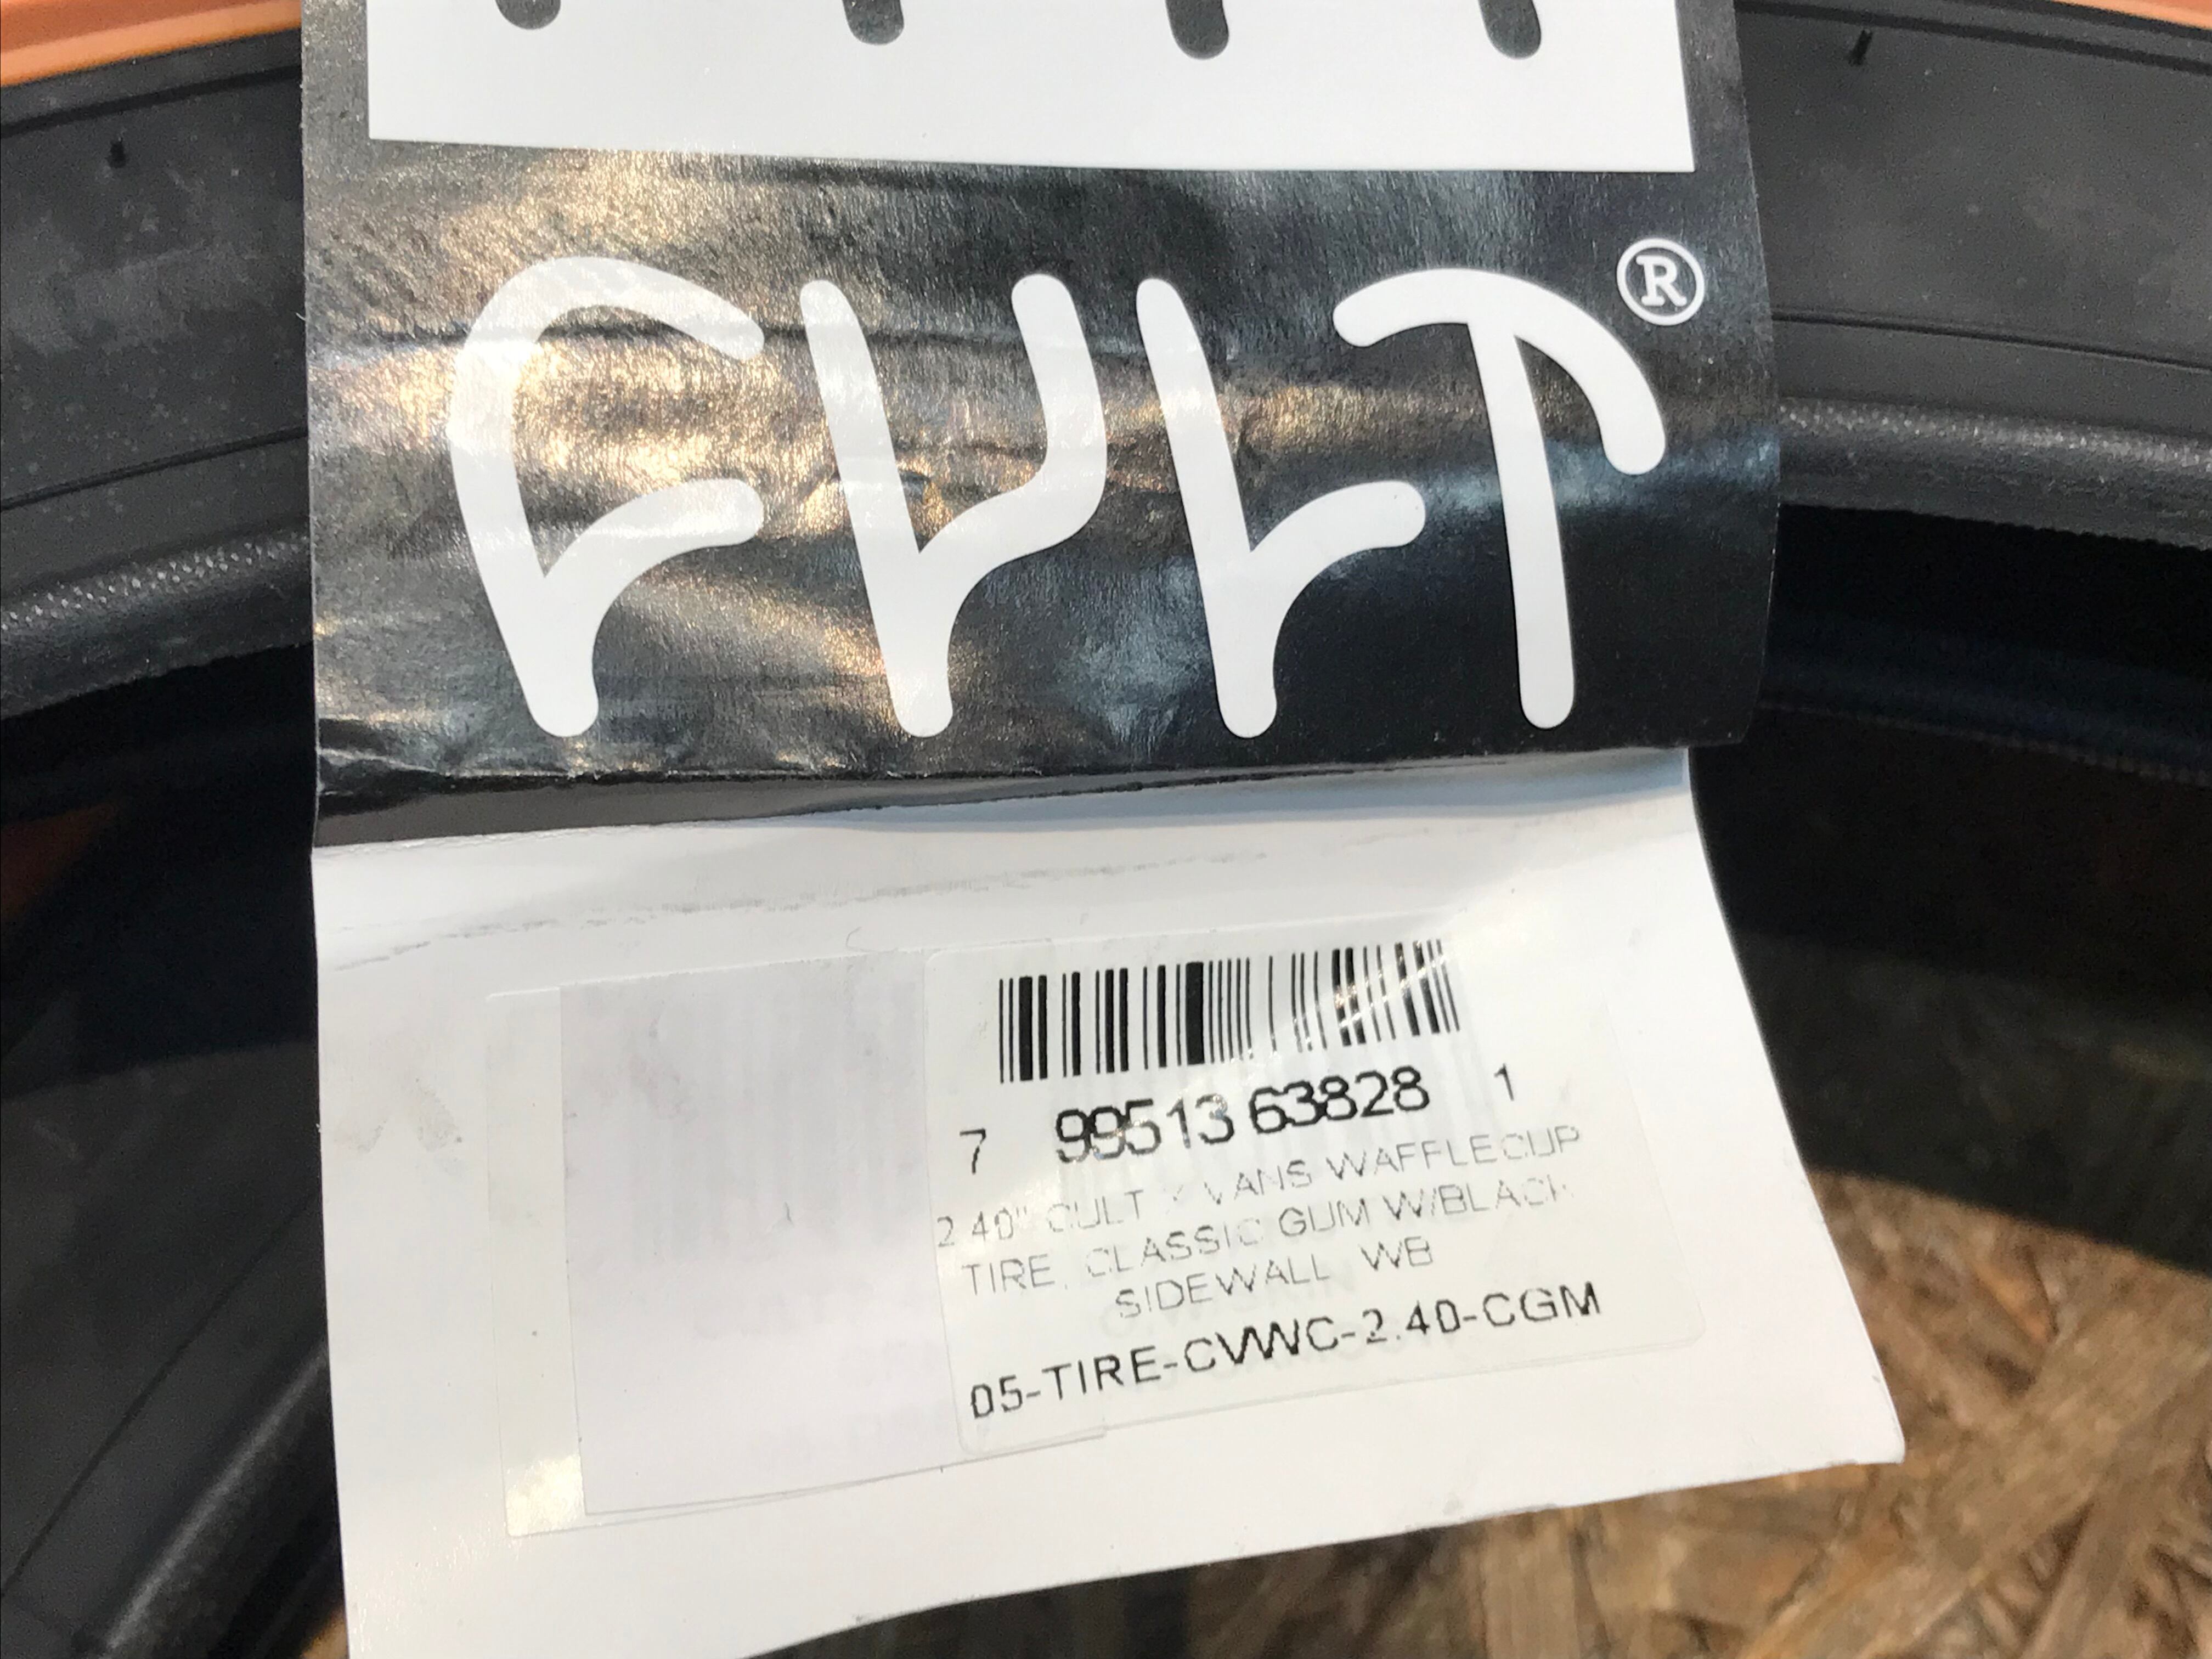 CULT®
7 99513 63828 1
2.40" CULT X VANS WAFFLECUP
TIRE, CLASSIC GUM W/BLACK
SIDEWALL WB
05-TIRE-CVWC-2.40-CGM